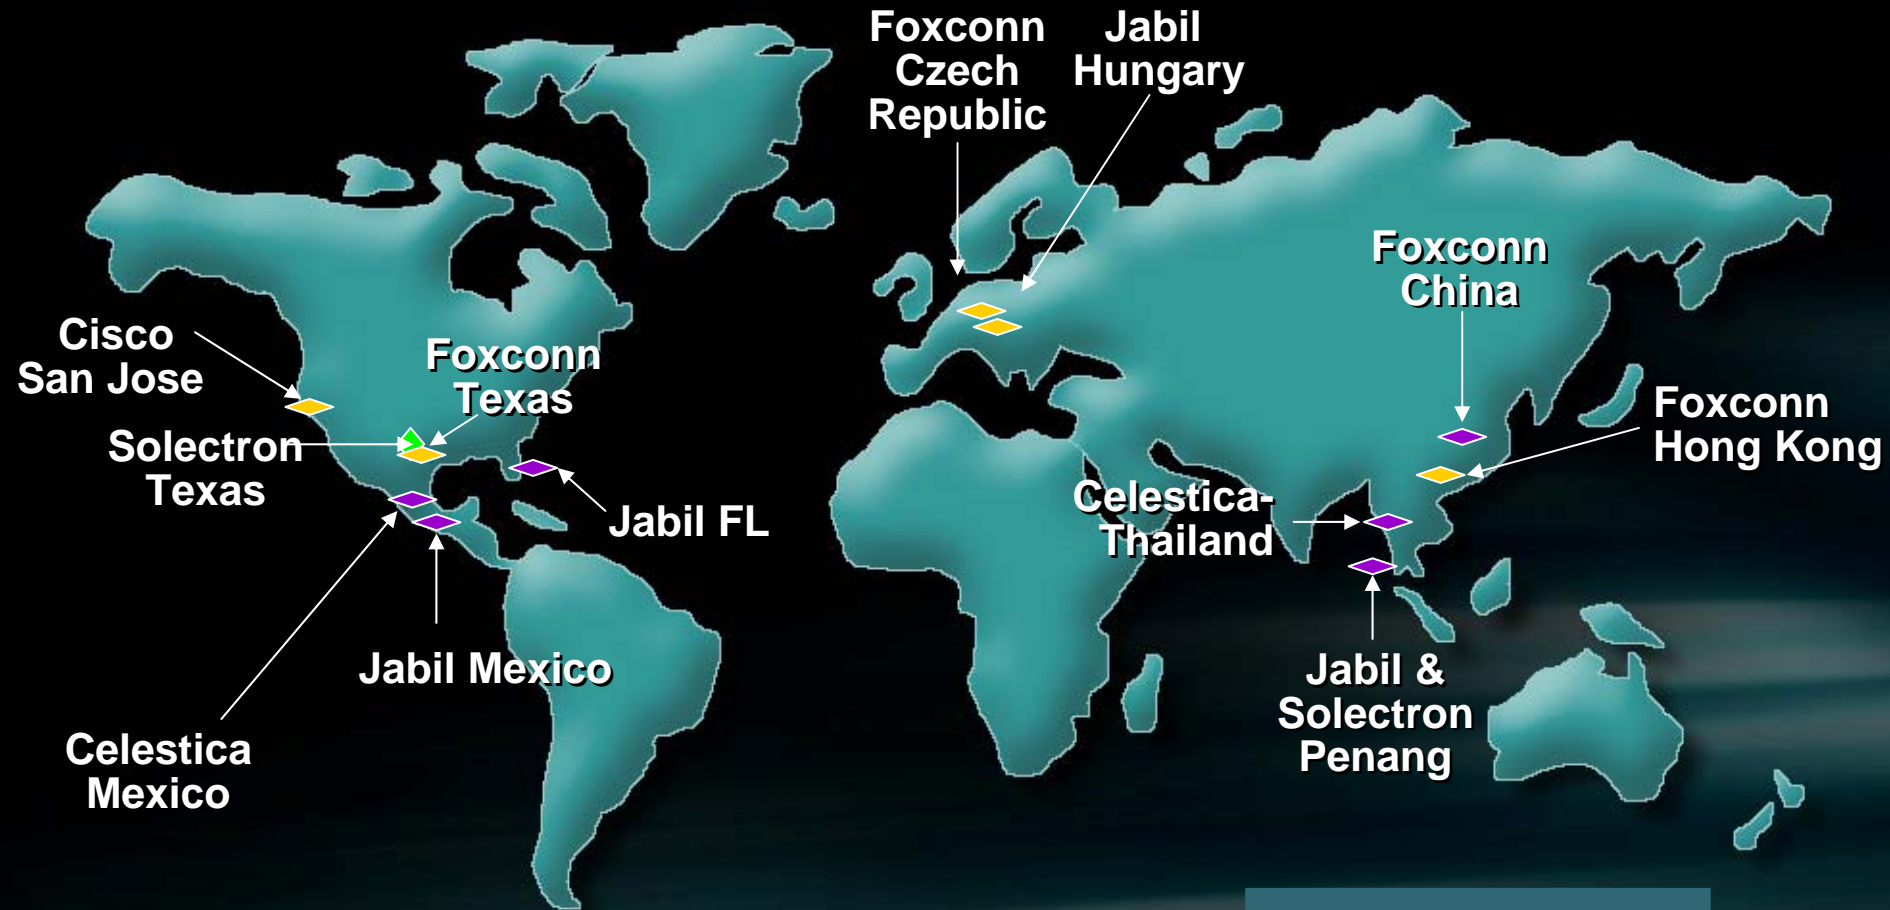 Foxconn
Czech
Republic
Jabil
Hungary
Foxconn
China
Cisco
San Jose
Foxconn
Texas
Foxconn
Hong Kong
Solectron
Texas
Celestica-
Thailand
Jabil FL
Jabil Mexico
Jabil &
Solectron
Penang
Celestica
Mexico